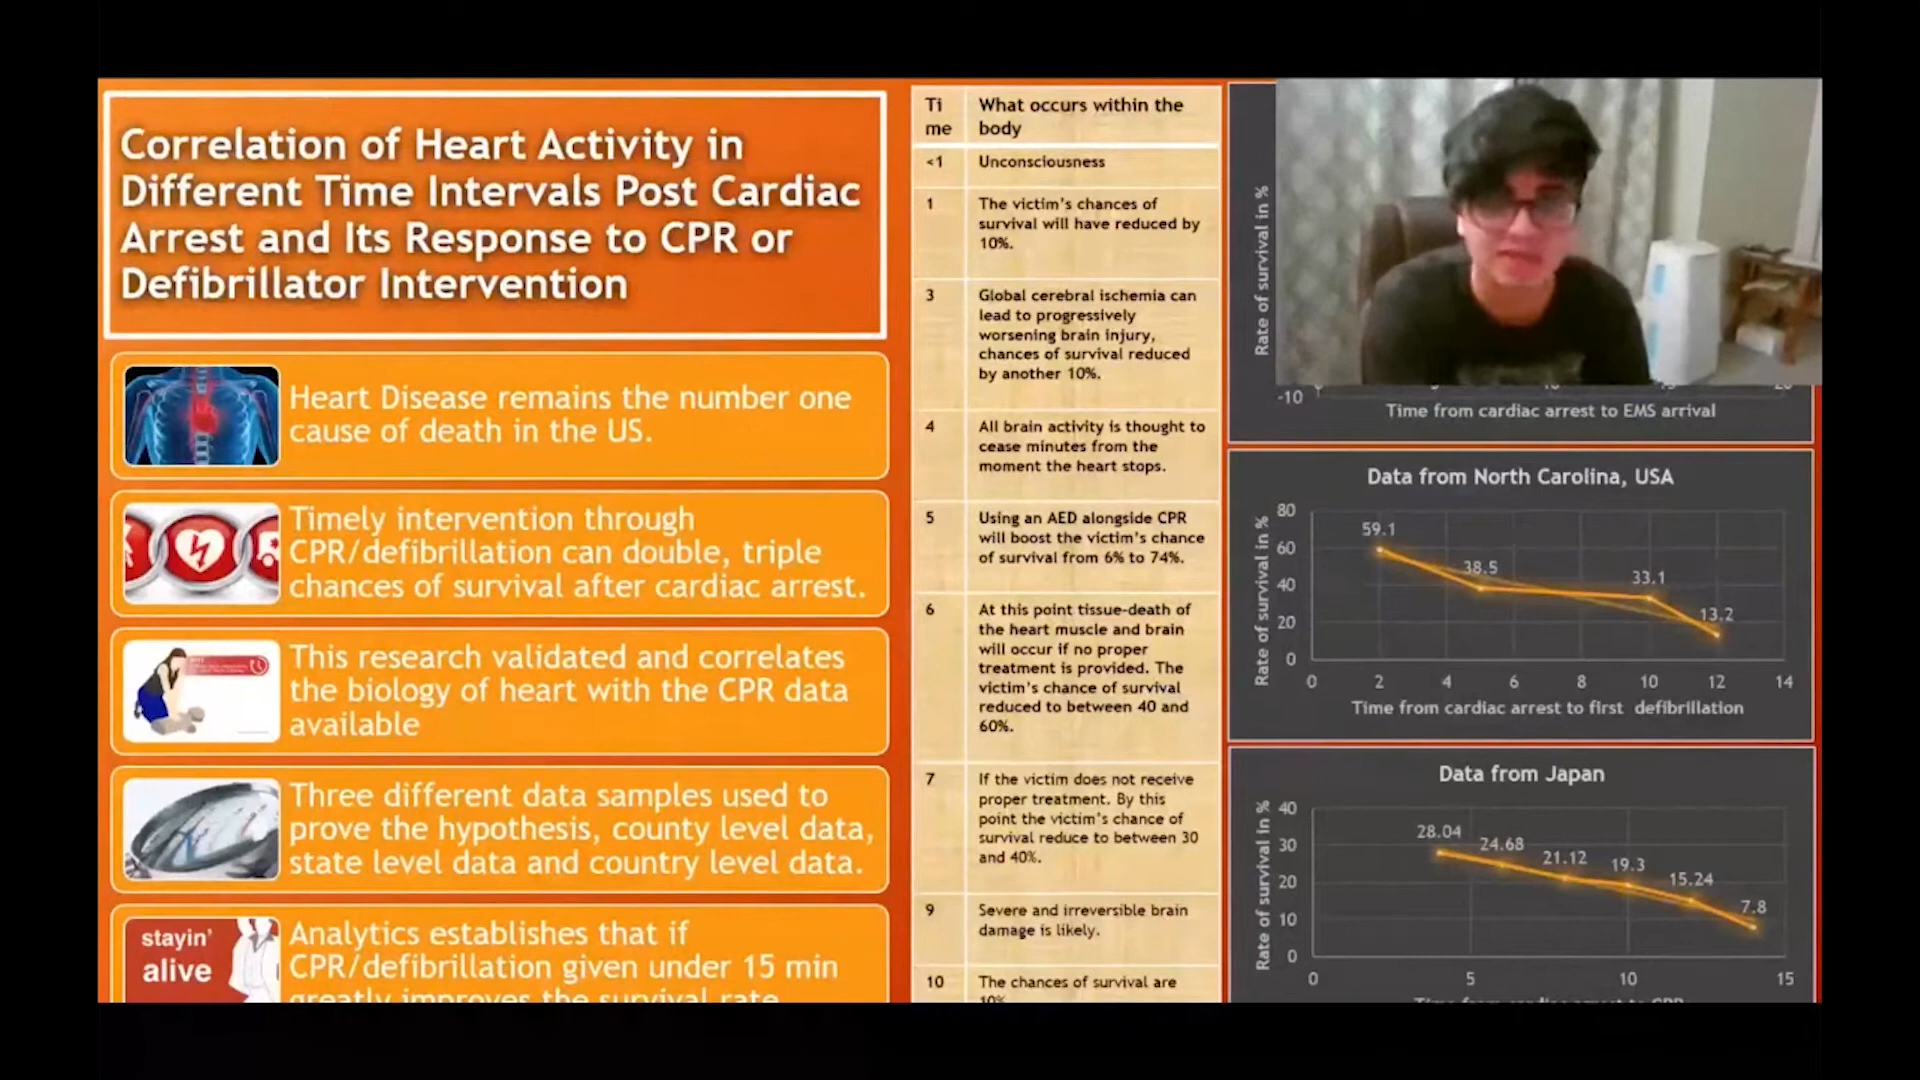 Correlation of Heart Activity in
Different Time Intervals Post Cardiac
Arrest and Its Response to CPR or
Defibrillator Intervention
Heart Disease remains the number one
cause of death in the US.
Timely intervention through
CPR/defibrillation can double, triple
chances of survival after cardiac arrest.
This research validated and correlates
the biology of heart with the CPR data
available
Three different data samples used to
prove the hypothesis, county level data,
state level data and country level data.
stayin'
alive
Analytics establishes that if
CPR/defibrillation given under 15 min
greatly improves the survival rate
Ti
me
What occurs within the
body
<1
Unconsciousness
1
The victim's chances of
survival will have reduced by
10%.
3
Global cerebral ischemia can
lead to progressively
worsening brain injury,
chances of survival reduced
by another 10%.
4
All brain activity is thought to
cease minutes from the
moment the heart stops.
5
Using an AED alongside CPR
will boost the victim's chance
of survival from 6% to 74%.
6
At this point tissue-death of
the heart muscle and brain
will occur if no proper
treatment is provided. The
victim's chance of survival
reduced to between 40 and
60%.
7
If the victim does not receive
proper treatment. By this
point the victim's chance of
survival reduce to between 30
and 40%.
9
Severe and irreversible brain
damage is likely.
10
The chances of survival are
10%
Rate of survival in %
-10
Time from cardiac arrest to EMS arrival
Data from North Carolina, USA
Rate of survival in %
80
60
40
20
0
59.1
38.5
33.1
13.2
0 2 4 6 8 10 12 14
Time from cardiac arrest to first defibrillation
Data from Japan
Rate of survival in %
40
30
20
10
0
28.04
24.68
21.12
19.3
15.24
7.8
0 5 10 15
Time from cardiac arrest to CPR